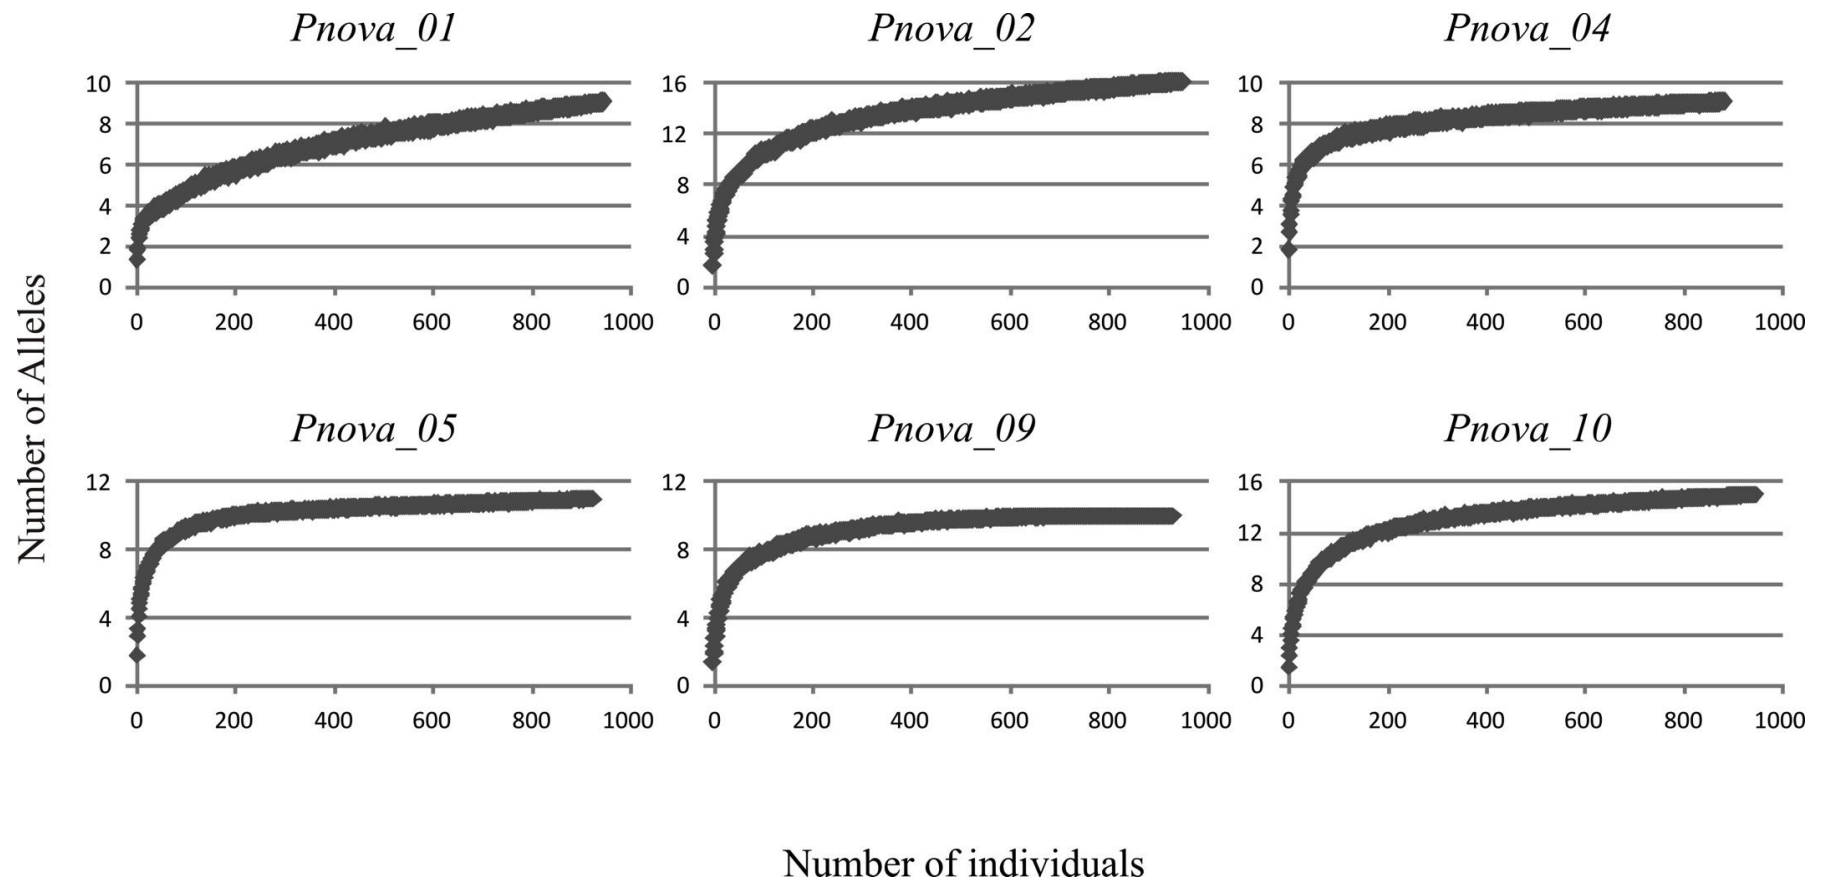 Pnova_01 Pnova_02 Pnova_04
10 16 10
8 12 8
6 8 6
4 4 4
2 2
0 0 0
0 200 400 600 800 1000 0 200 400 600 800 1000 0 200 400 600 800 1000
Number of Alleles
Pnova_05 Pnova_09 Pnova_10
12 12 16
8 8 12
4 4 8
4
0 0 0
0 200 400 600 800 1000 0 200 400 600 800 1000 0 200 400 600 800 1000
Number of individuals